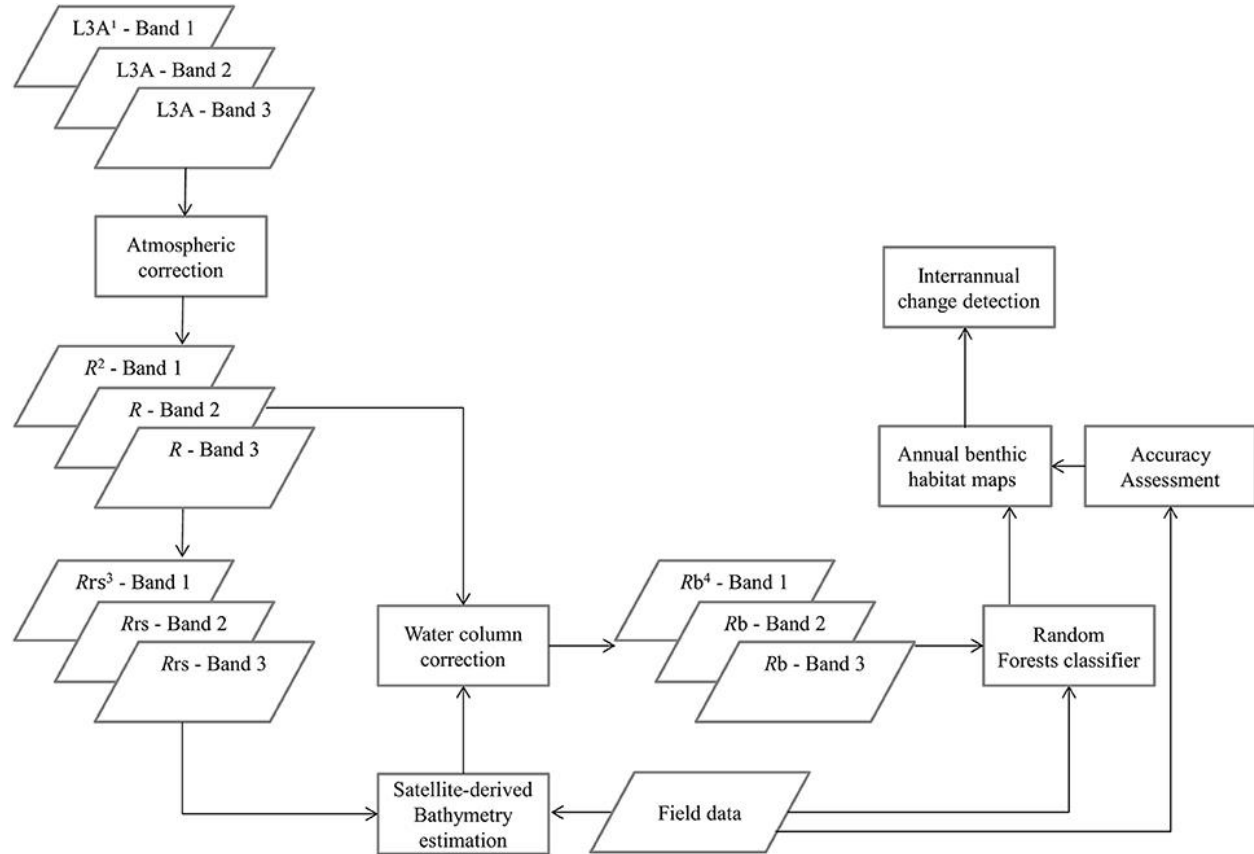 L3A¹ - Band 1
L3A - Band 2
L3A - Band 3
Atmospheric
correction
R² - Band 1
R - Band 2
R - Band 3
Rrs³ - Band 1
Rrs - Band 2
Rrs - Band 3
Water column
correction
Satellite-derived
Bathymetry
estimation
Rb⁴ - Band 1
Rb - Band 2
Rb - Band 3
Field data
Interrannual
change detection
Annual benthic
habitat maps
Accuracy
Assessment
Random
Forests classifier